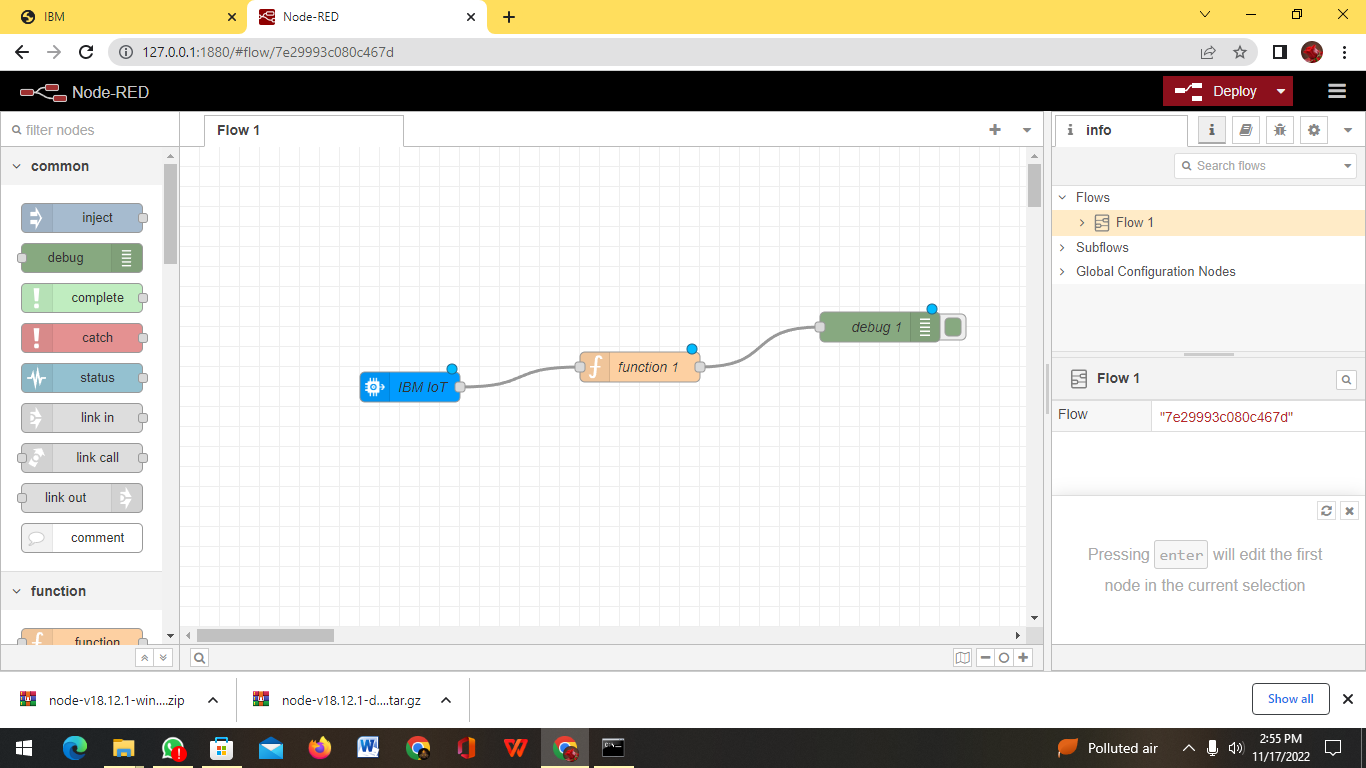 IBM
Node-RED
127.0.0.1:1880/#flow/7e29993c080c467d
Node-RED
Deploy
filter nodes
Flow 1
info
common
Search flows
inject
debug
complete
catch
status
link in
link call
link out
comment
function
function
IBM IoT
function 1
debug 1
Flows
Flow 1
Subflows
Global Configuration Nodes
Flow 1
Flow "7e29993c080c467d"
Pressing enter will edit the first
node in the current selection
node-v18.12.1-win....zip
node-v18.12.1-d....tar.gz
Show all
Polluted air
2:55 PM
11/17/2022